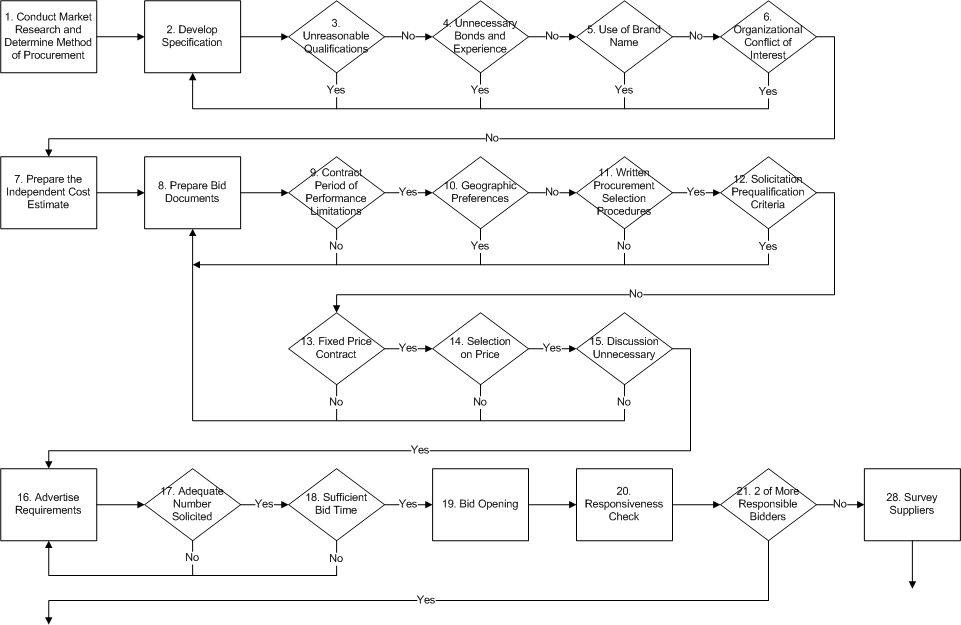 1. Conduct Market
Research and
Determine Method
of Procurement
2. Develop
Specification
3.
Unreasonable
Qualifications
No
4. Unnecessary
Bonds and
Experience
No
5. Use of Brand
Name
No
6.
Organizational
Conflict of
Interest
Yes
Yes
Yes
Yes
No
7. Prepare the
Independent Cost
Estimate
8. Prepare Bid
Documents
9. Contract
Period of
Performance
Limitations
Yes
10. Geographic
Preferences
No
11. Written
Procurement
Selection
Procedures
Yes
12. Solicitation
Prequalification
Criteria
No
Yes
No
Yes
No
13. Fixed Price
Contract
Yes
14. Selection
on Price
Yes
15. Discussion
Unnecessary
No
No
No
Yes
16. Advertise
Requirements
17. Adequate
Number
Solicited
Yes
18. Sufficient
Bid Time
Yes
19. Bid Opening
20.
Responsiveness
Check
21. 2 of More
Responsible
Bidders
No
28. Survey
Suppliers
No
No
Yes